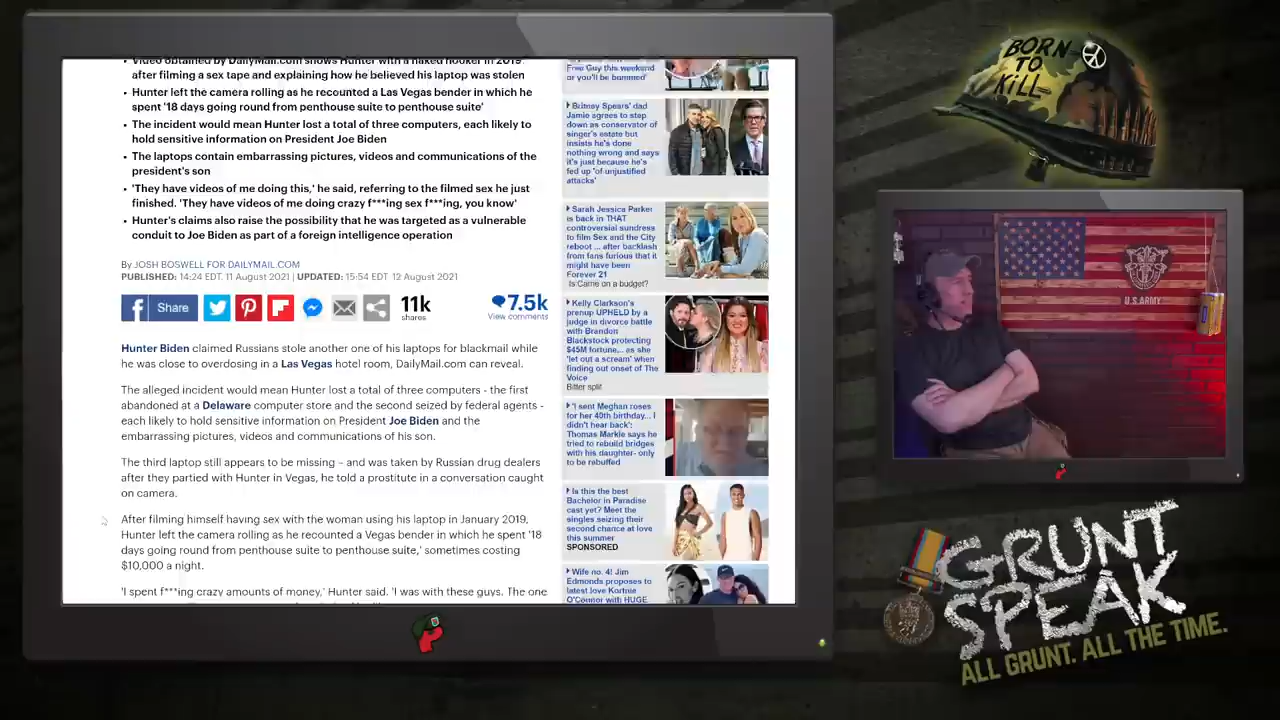 Video obtained by DailyMail.com shows Hunter with a naked hooker in 2019
after filming a sex tape and explaining how he believed his laptop was stolen
Hunter left the camera rolling as he recounted a Las Vegas bender in which he
spent '18 days going round from penthouse suite to penthouse suite'
The incident would mean Hunter lost a total of three computers, each likely to
hold sensitive information on President Joe Biden
The laptops contain embarrassing pictures, videos and communications of the
president's son
'They have videos of me doing this,' he said, referring to the filmed sex he just
finished. 'They have videos of me doing crazy f***ing sex f***ing, you know'
Hunter's claims also raise the possibility that he was targeted as a vulnerable
conduit to Joe Biden as part of a foreign intelligence operation
By JOSH BOSWELL FOR DAILYMAIL.COM
PUBLISHED: 14:24 EDT, 11 August 2021 | UPDATED: 15:54 EDT, 12 August 2021
Share
11k
shares
7.5k
View comments
Hunter Biden claimed Russians stole another one of his laptops for blackmail while
he was close to overdosing in a Las Vegas hotel room, DailyMail.com can reveal.
The alleged incident would mean Hunter lost a total of three computers - the first
abandoned at a Delaware computer store and the second seized by federal agents -
each likely to hold sensitive information on President Joe Biden and the
embarrassing pictures, videos and communications of his son.
The third laptop still appears to be missing – and was taken by Russian drug dealers
after they partied with Hunter in Vegas, he told a prostitute in a conversation caught
on camera.
After filming himself having sex with the woman using his laptop in January 2019,
Hunter left the camera rolling as he recounted a Vegas bender in which he spent '18
days going round from penthouse suite to penthouse suite,' sometimes costing
$10,000 a night.
'I spent f***ing crazy amounts of money,' Hunter said. 'I was with these guys. The one
Free Guy this weekend
or you'll be bammed'
Britney Spears' dad
Jamie agrees to step
down as conservator of
singer's estate but
insists he's done
nothing wrong and says
it's just because he's
fed up 'of unjustified
attacks'
Sarah Jessica Parker
is back in THAT
controversial sundress
to film Sex and the City
reboot ... after backlash
from fans furious that it
might have been
Forever 21
Is Carrie on a budget?
Kelly Clarkson's
prenup UPHELD by a
judge in divorce battle
with Brandon
Blackstock protecting
$45M fortune,.. as she
'let out a scream' when
finding out onset of The
Voice
Bitter split
'I sent Meghan roses
for her 40th birthday... I
didn't hear back':
Thomas Markle says he
tried to rebuild bridges
with his daughter- only
to be rebuffed
Is this the best
Bachelor in Paradise
cast yet? Meet the
singles seizing their
second chance at love
this summer
SPONSORED
Wife no. 4! Jim
Edmonds proposes to
latest love Kortnie
O'Connor with HUGE
BORN
TO
KILL
U.S.ARMY
GRUNT
SPEAK
ALL GRUNT. ALL THE TIME.